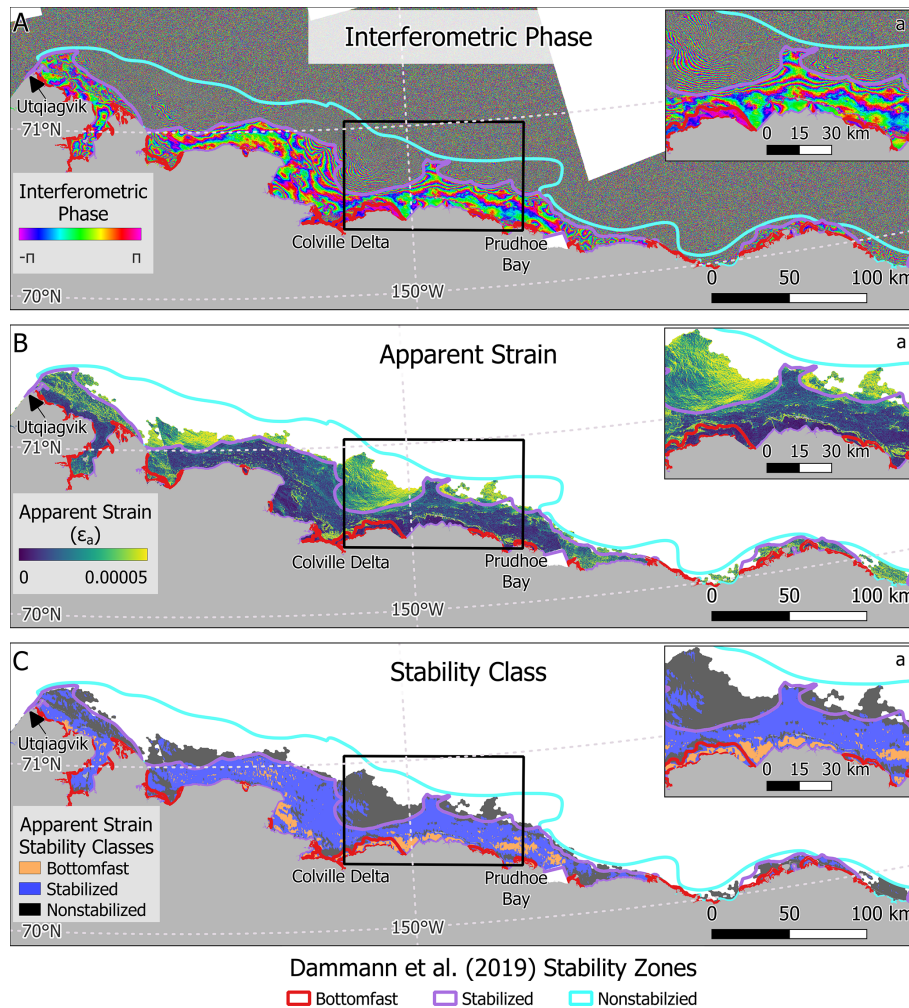 A
Interferometric Phase
a
Utqiagvik
71°N
0 15 30 km
Interferometric
Phase
-π π
Colville Delta
Prudhoe
Bay
150°W
70°N
0 50 100 km
B
Apparent Strain
a
Utqiagvik
71°N
0 15 30 km
Apparent Strain
(εa)
0 0.00005
Colville Delta
Prudhoe
Bay
150°W
70°N
0 50 100 km
C
Stability Class
a
Utqiagvik
71°N
0 15 30 km
Apparent Strain
Stability Classes
Bottomfast
Stabilized
Nonstabilized
Colville Delta
Prudhoe
Bay
150°W
70°N
0 50 100 km
Dammann et al. (2019) Stability Zones
Bottomfast Stabilized Nonstabilzied